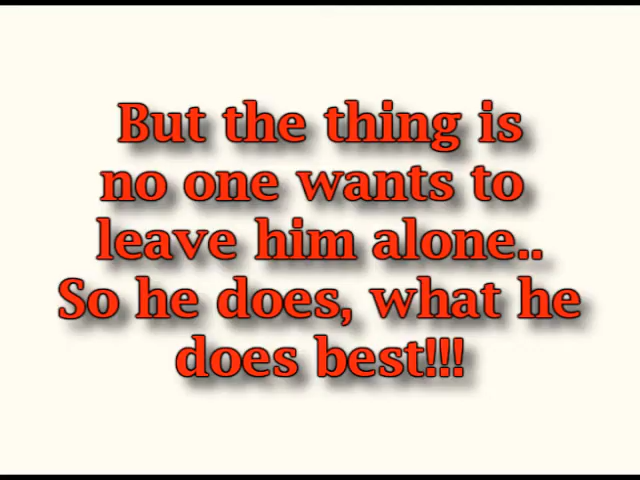 But the thing is
no one wants to
leave him alone..
So he does, what he
does best!!!